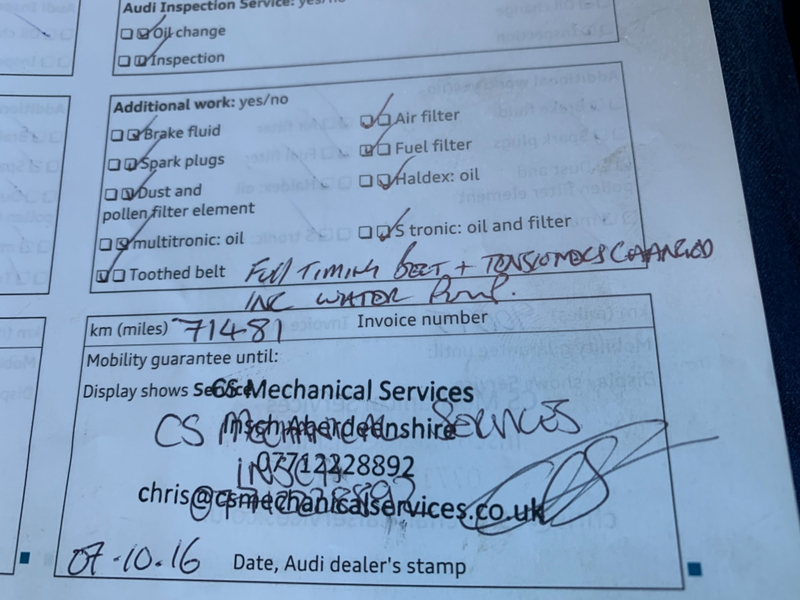 Audi Inspection Service: yes/no
Oil change
Inspection
Additional work: yes/no
Brake fluid
Spark plugs
Dust and
pollen filter element
multitronic: oil
Toothed belt
Air filter
Fuel filter
Haldex: oil
S tronic: oil and filter
FULL TIMING BELT + TENSIONERS CHANGED
INC WATER PUMP.
km (miles) 71481 Invoice number
Mobility guarantee until:
Display shows Service
CS Mechanical Services
CS MECHANICAL SERVICES
Insch Aberdeenshire
INSCH
07712228892
chris@csmechanicalservices.co.uk
07.10.16 Date, Audi dealer's stamp